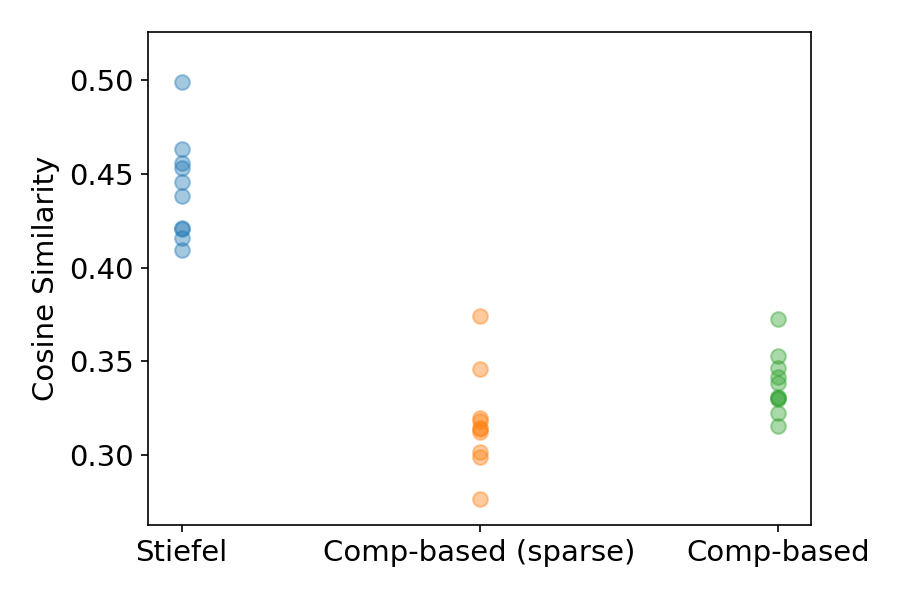 Cosine Similarity
0.50
0.45
0.40
0.35
0.30
Stiefel
Comp-based (sparse)
Comp-based